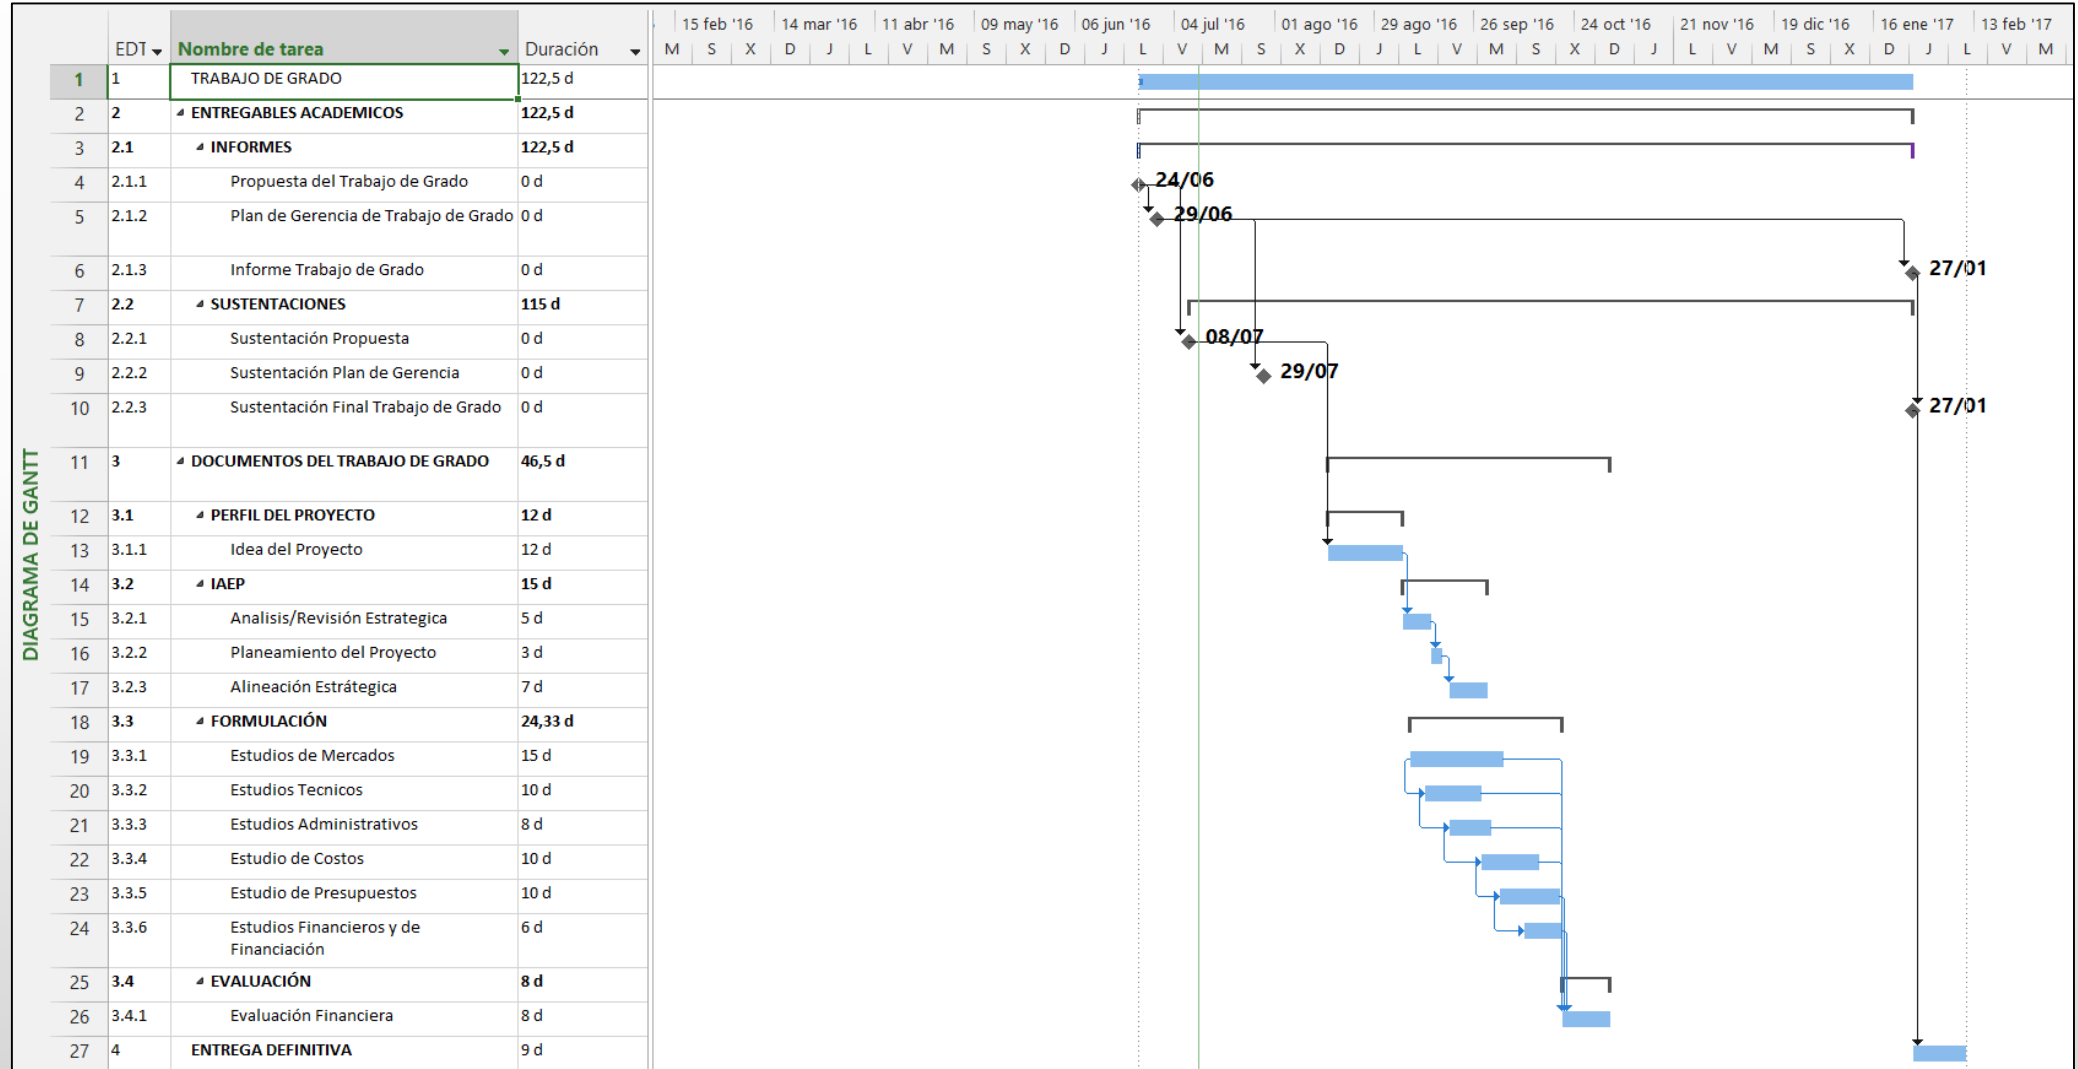 15 feb '16 14 mar '16 11 abr '16 09 may '16 06 jun '16 04 jul '16 01 ago '16 29 ago '16 26 sep '16 24 oct '16 21 nov '16 19 dic '16 16 ene '17 13 feb '17
EDT Nombre de tarea Duración M S X D J L V M S X D J L V M S X D J L V M S X D J L V M S X D J L V M
1 1 TRABAJO DE GRADO 122,5 d
2 2 ENTREGABLES ACADEMICOS 122,5 d
3 2.1 INFORMES 122,5 d
4 2.1.1 Propuesta del Trabajo de Grado 0 d 24/06
5 2.1.2 Plan de Gerencia de Trabajo de Grado 0 d 29/06
6 2.1.3 Informe Trabajo de Grado 0 d 27/01
7 2.2 SUSTENTACIONES 115 d
8 2.2.1 Sustentación Propuesta 0 d 08/07
9 2.2.2 Sustentación Plan de Gerencia 0 d 29/07
10 2.2.3 Sustentación Final Trabajo de Grado 0 d 27/01
11 3 DOCUMENTOS DEL TRABAJO DE GRADO 46,5 d
12 3.1 PERFIL DEL PROYECTO 12 d
13 3.1.1 Idea del Proyecto 12 d
14 3.2 IAEP 15 d
15 3.2.1 Analisis/Revisión Estrategica 5 d
16 3.2.2 Planeamiento del Proyecto 3 d
17 3.2.3 Alineación Estrátegica 7 d
18 3.3 FORMULACIÓN 24,33 d
19 3.3.1 Estudios de Mercados 15 d
20 3.3.2 Estudios Tecnicos 10 d
21 3.3.3 Estudios Administrativos 8 d
22 3.3.4 Estudio de Costos 10 d
23 3.3.5 Estudio de Presupuestos 10 d
24 3.3.6 Estudios Financieros y de 6 d
Financiación
25 3.4 EVALUACIÓN 8 d
26 3.4.1 Evaluación Financiera 8 d
27 4 ENTREGA DEFINITIVA 9 d
DIAGRAMA DE GANTT